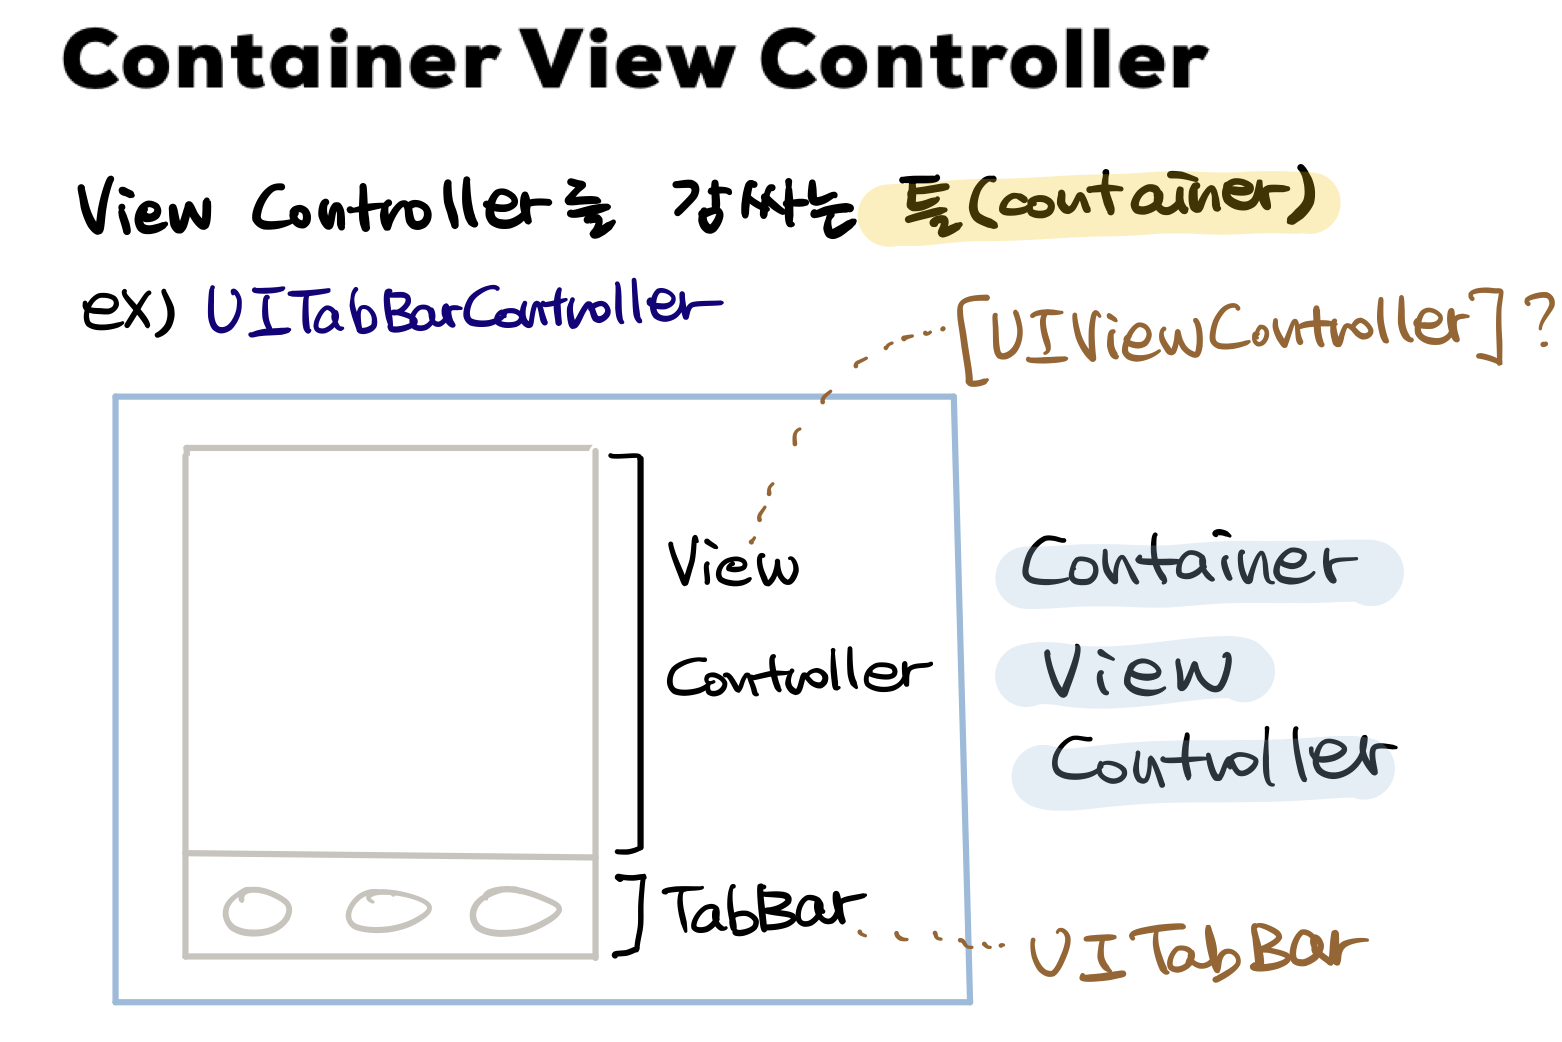 Container View Controller
View Controller를 감싸는 틀(container)
ex) UITabBarController
[UIViewController]?
View
Controller
TabBar
Container
View
Controller
UITabBar